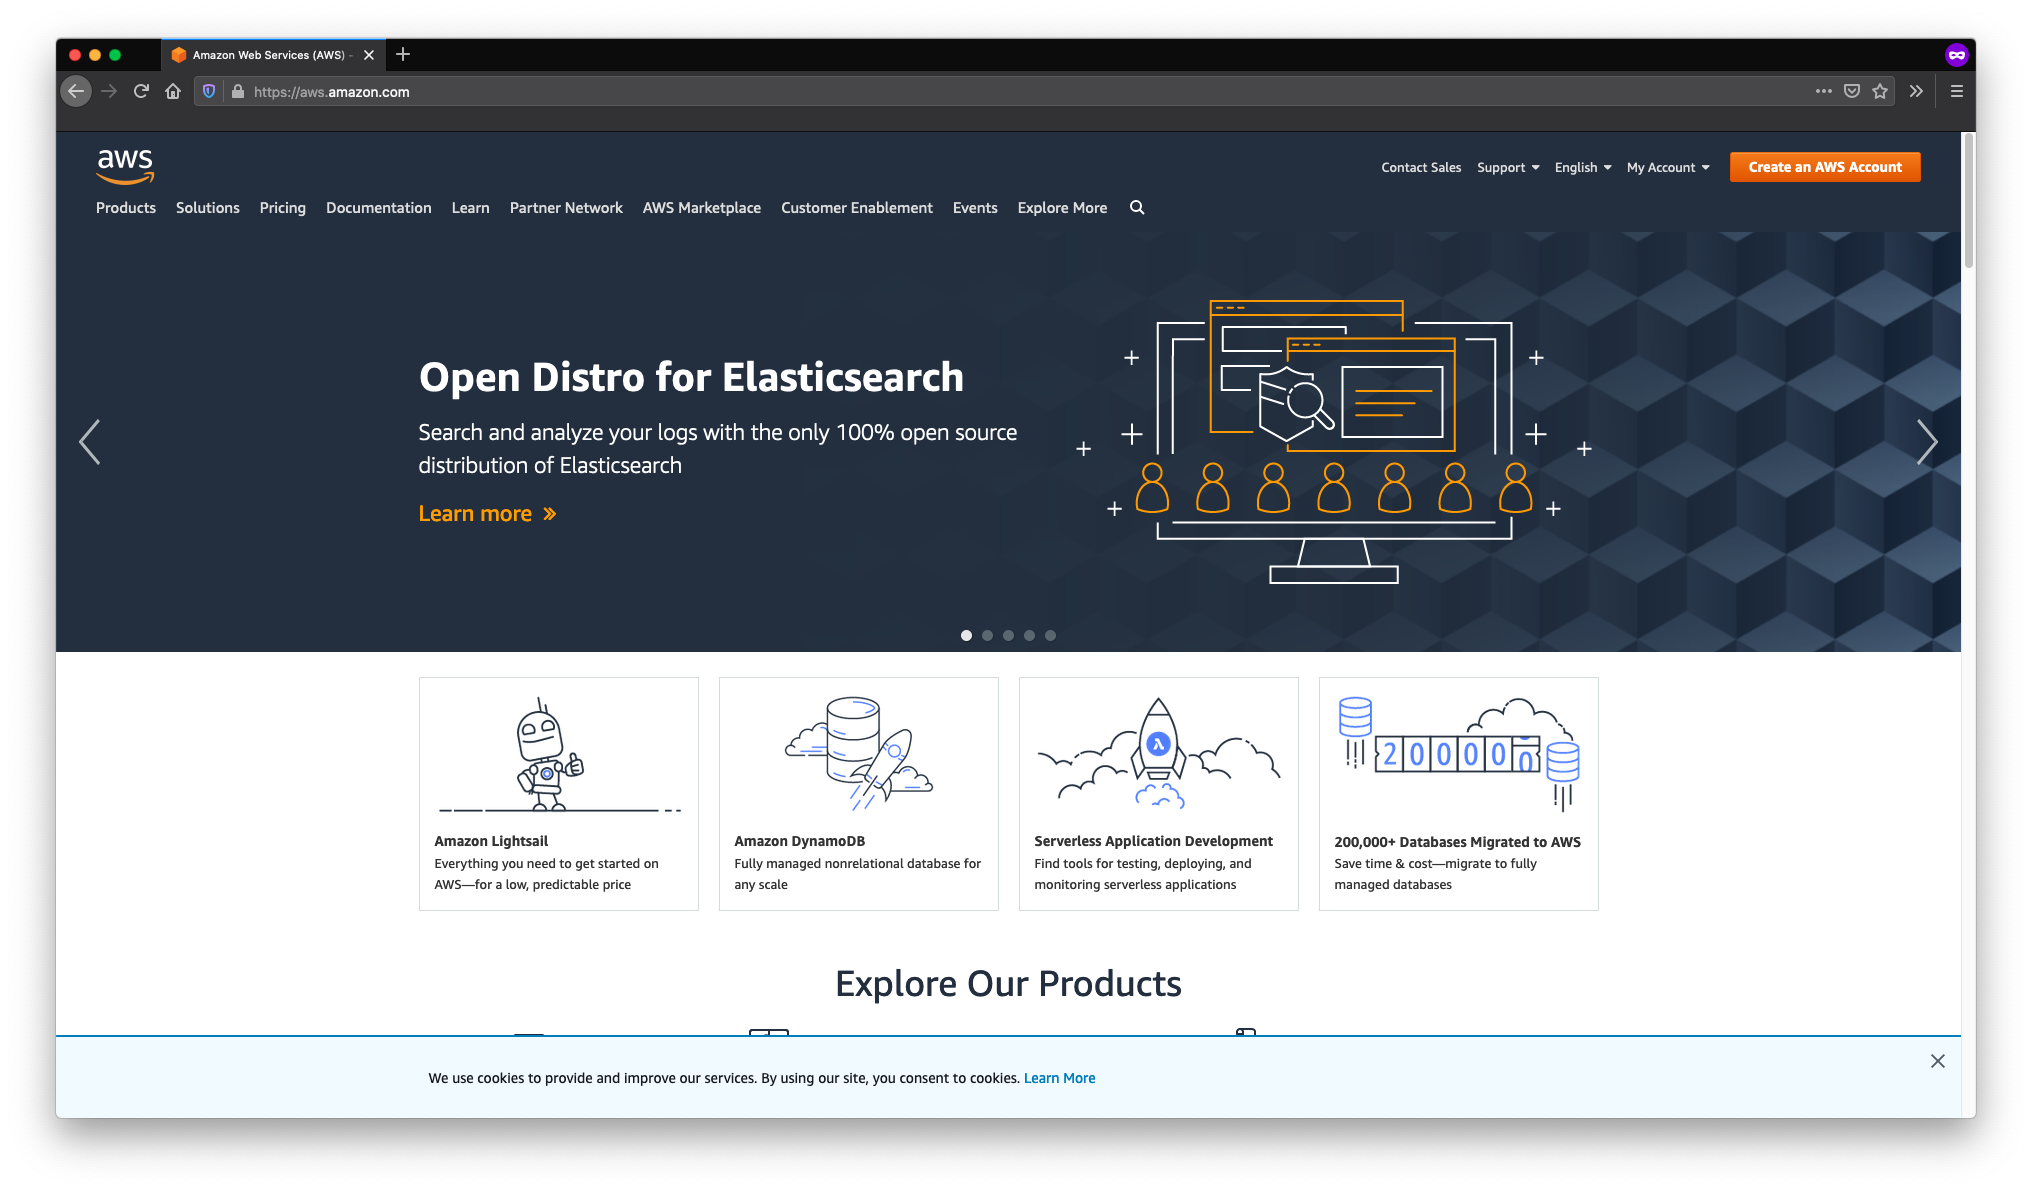 Amazon Web Services (AWS) -
https://aws.amazon.com
aws
Contact Sales Support English My Account Create an AWS Account
Products Solutions Pricing Documentation Learn Partner Network AWS Marketplace Customer Enablement Events Explore More
Open Distro for Elasticsearch
Search and analyze your logs with the only 100% open source
distribution of Elasticsearch
Learn more »
200000
Amazon Lightsail
Everything you need to get started on
AWS—for a low, predictable price
Amazon DynamoDB
Fully managed nonrelational database for
any scale
Serverless Application Development
Find tools for testing, deploying, and
monitoring serverless applications
200,000+ Databases Migrated to AWS
Save time & cost—migrate to fully
managed databases
Explore Our Products
We use cookies to provide and improve our services. By using our site, you consent to cookies. Learn More